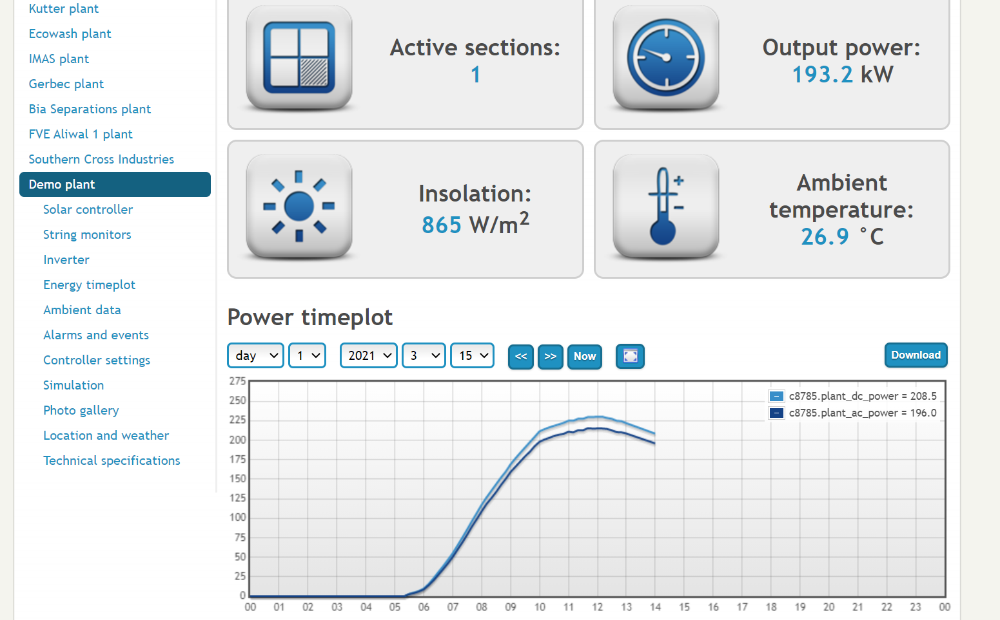 Kutter plant
Ecowash plant
IMAS plant
Gerbec plant
Bia Separations plant
FVE Aliwal 1 plant
Southern Cross Industries
Demo plant
Solar controller
String monitors
Inverter
Energy timeplot
Ambient data
Alarms and events
Controller settings
Simulation
Photo gallery
Location and weather
Technical specifications
Active sections:
1
Output power:
193.2 kW
Insolation:
865 W/m²
Ambient
temperature:
26.9 °C
Power timeplot
day 1 2021 3 15 << >> Now Download
c8785.plant_dc_power = 208.5
c8785.plant_ac_power = 196.0
275
250
225
200
175
150
125
100
75
50
25
0
00 01 02 03 04 05 06 07 08 09 10 11 12 13 14 15 16 17 18 19 20 21 22 23 00